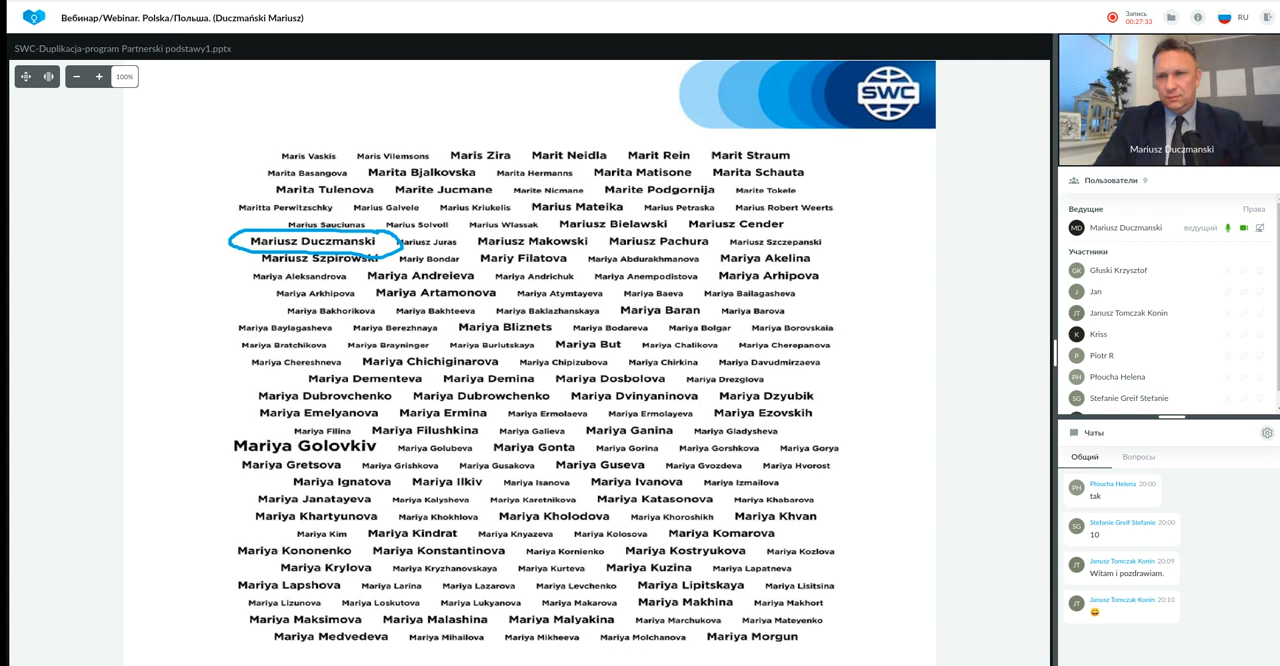 Вебинар/Webinar. Polska/Польша. (Duczmański Mariusz)
Запись
00:27:33
RU
SWC-Duplikacja-program Partnerski podstawy1.pptx
100%
SWC
Maris Vaskis Maris Vilemsons Maris Zira Marit Neidla Marit Rein Marit Straum
Marita Basangova Marita Bjalkovska Marita Hermanns Marita Matisone Marita Schauta
Marita Tulenova Marite Jucmane Marite Nicmane Marite Podgornija Marite Tokele
Maritta Perwitzschky Marius Galvele Marius Kriukelis Marius Mateika Marius Petraska Marius Robert Weerts
Marius Sauciunas Marius Solvoll Marius Wlassak Mariusz Bielawski Mariusz Cender
Mariusz Duczmanski Mariusz Juras Mariusz Makowski Mariusz Pachura Mariusz Szczepanski
Mariusz Szpirowski Mariy Bondar Mariy Filatova Mariya Abdurakhmanova Mariya Akelina
Mariya Aleksandrova Mariya Andreieva Mariya Andrichuk Mariya Anempodistova Mariya Arhipova
Mariya Arkhipova Mariya Artamonova Mariya Atymtayeva Mariya Baeva Mariya Bailagasheva
Mariya Bakhorikova Mariya Bakhteeva Mariya Baklazhanskaya Mariya Baran Mariya Barova
Mariya Baylagasheva Mariya Berezhnaya Mariya Bliznets Mariya Bodareva Mariya Bolgar Mariya Borovskaia
Mariya Bratchikova Mariya Brayninger Mariya Burlutskaya Mariya But Mariya Chalikova Mariya Cherepanova
Mariya Chereshneva Mariya Chichiginarova Mariya Chipizubova Mariya Chirkina Mariya Davudmirzaeva
Mariya Dementeva Mariya Demina Mariya Dosbolova Mariya Drezglova
Mariya Dubrovchenko Mariya Dubrowchenko Mariya Dvinyaninova Mariya Dzyubik
Mariya Emelyanova Mariya Ermina Mariya Ermolaeva Mariya Ermolayeva Mariya Ezovskih
Mariya Filina Mariya Filushkina Mariya Galieva Mariya Ganina Mariya Gladysheva
Mariya Golovkiv Mariya Golubeva Mariya Gonta Mariya Gorina Mariya Gorshkova Mariya Gorya
Mariya Gretsova Mariya Grishkova Mariya Gusakova Mariya Guseva Mariya Gvozdeva Mariya Hvorost
Mariya Ignatova Mariya Ilkiv Mariya Isanova Mariya Ivanova Mariya Izmailova
Mariya Janatayeva Mariya Kalysheva Mariya Karetnikova Mariya Katasonova Mariya Khabarova
Mariya Khartyunova Mariya Khokhlova Mariya Kholodova Mariya Khoroshikh Mariya Khvan
Mariya Kim Mariya Kindrat Mariya Knyazeva Mariya Kolosova Mariya Komarova
Mariya Kononenko Mariya Konstantinova Mariya Kornienko Mariya Kostryukova Mariya Kozlova
Mariya Krylova Mariya Kryzhanovskaya Mariya Kurteva Mariya Kuzina Mariya Lapatneva
Mariya Lapshova Mariya Larina Mariya Lazarova Mariya Levchenko Mariya Lipitskaya Mariya Lisitsina
Mariya Lizunova Mariya Loskutova Mariya Lukyanova Mariya Makarova Mariya Makhina Mariya Makhort
Mariya Maksimova Mariya Malashina Mariya Malyakina Mariya Marchukova Mariya Mateyenko
Mariya Medvedeva Mariya Mihailova Mariya Mikheeva Mariya Molchanova Mariya Morgun
Mariusz Duczmanski
Пользователи 9
Ведущие Права
MD Mariusz Duczmanski ведущий
Участники
GK Głuski Krzysztof
J Jan
JT Janusz Tomczak Konin
K Kriss
P Piotr R
PH Płoucha Helena
SG Stefanie Greif Stefanie
Чаты
Общий Вопросы
PH Płoucha Helena 20:00
tak
SG Stefanie Greif Stefanie 20:00
10
JT Janusz Tomczak Konin 20:09
Witam i pozdrawiam.
JT Janusz Tomczak Konin 20:10
😄